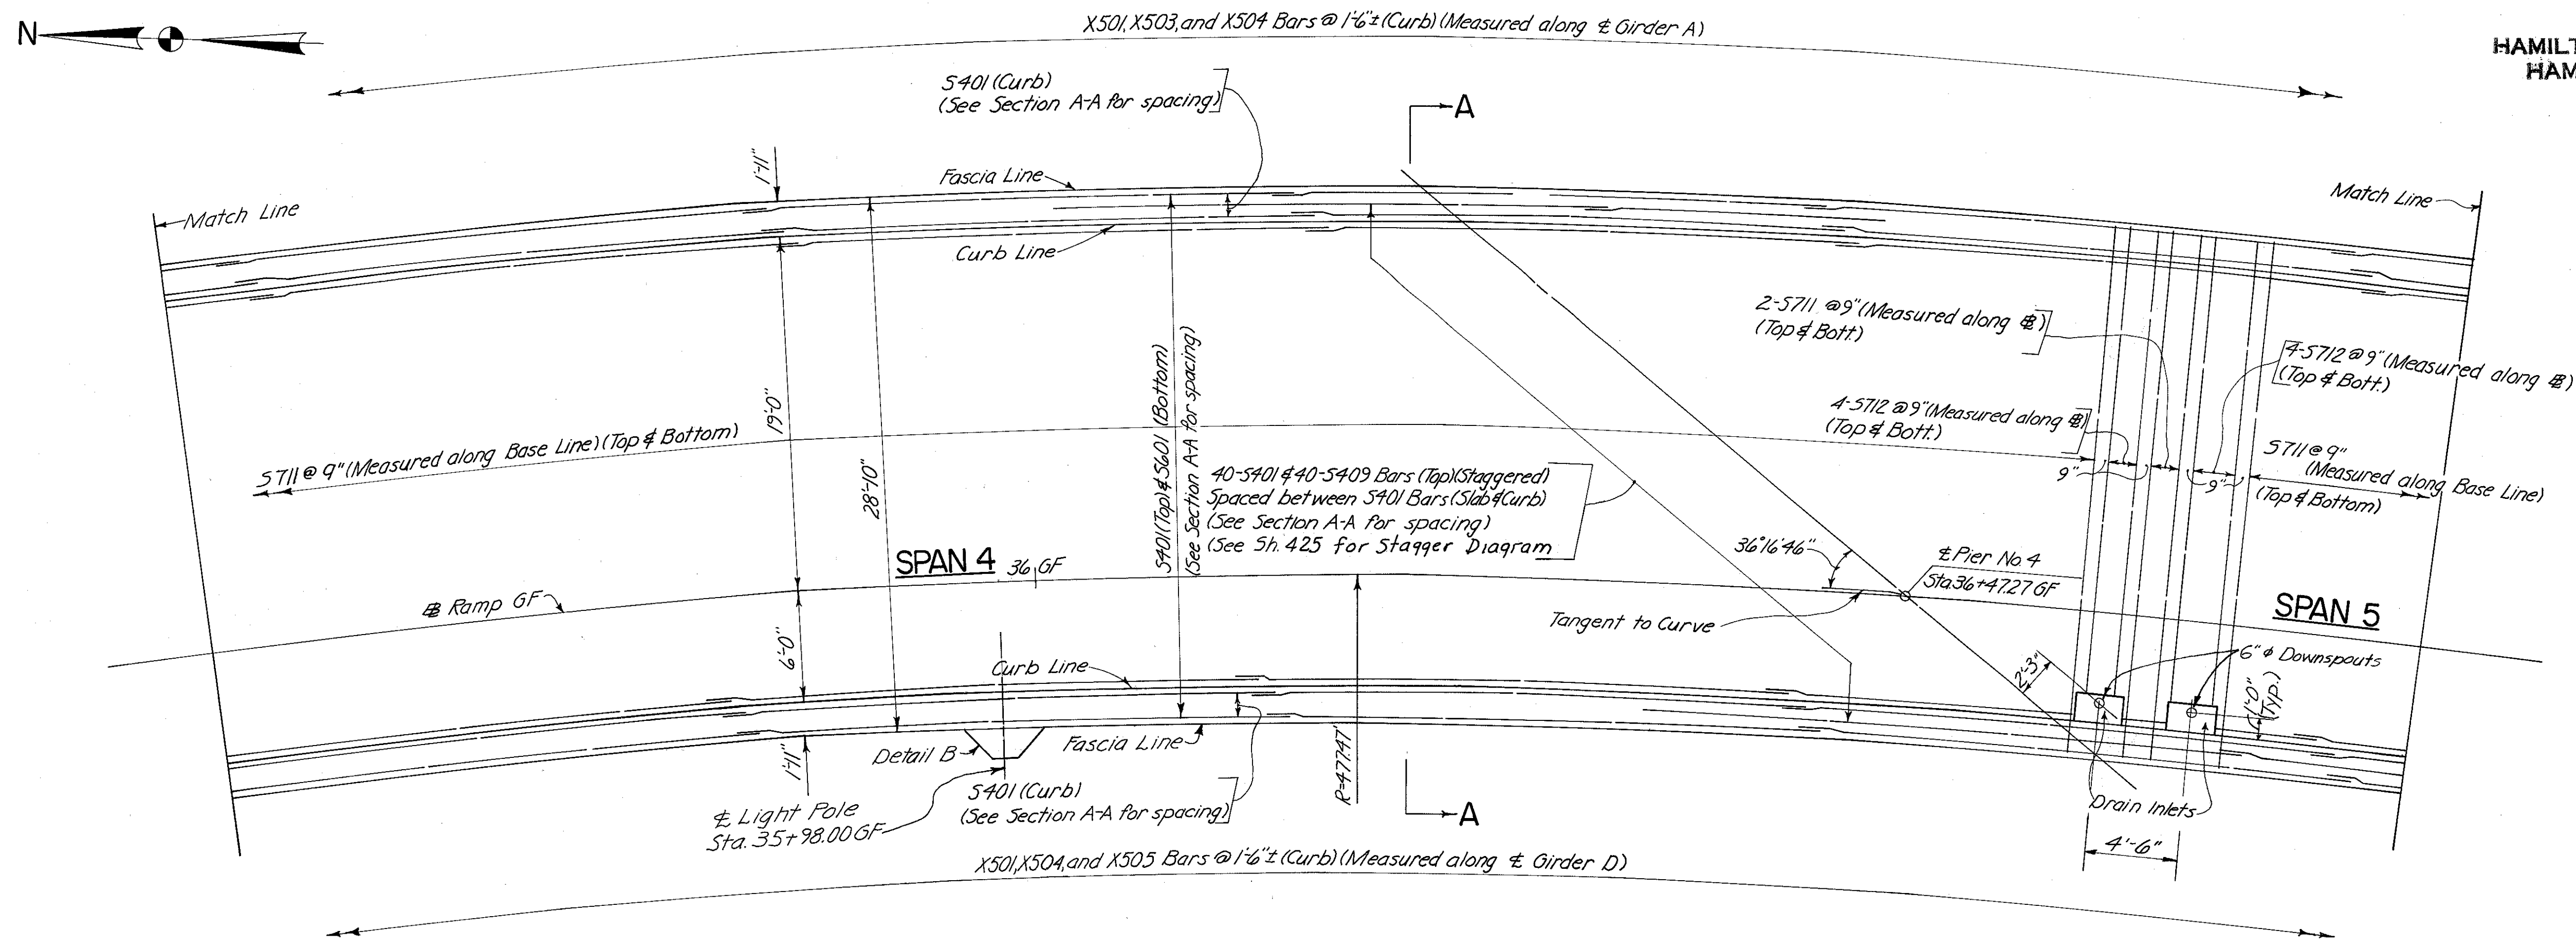 N
X501, X503, and X504 Bars @ 1'-6"± (Curb) (Measured along ℄ Girder A)
HAMILT
HAM
S401 (Curb)
(See Section A-A for spacing)
A
1'-11"
Fascia Line
Match Line
Match Line
Curb Line
2-S711 @ 9" (Measured along ℄)
(Top & Bott.)
4-S712 @ 9" (Measured along ℄)
(Top & Bott.)
4-S712 @ 9" (Measured along ℄)
(Top & Bott.)
19'-0"
28'-10"
S401 (Top) & S601 (Bottom)
(See Section A-A for spacing)
S711 @ 9" (Measured along Base Line) (Top & Bottom)
40-S401 & 40-S409 Bars (Top) (Staggered)
Spaced between S401 Bars (Slab & Curb)
(See Section A-A for spacing)
(See Sh. 425 for Stagger Diagram
9"
9"
S711 @ 9"
(Measured along Base Line)
(Top & Bottom)
SPAN 4
36 GF
36°16'46"
℄ Pier No. 4
Sta. 36+47.27 GF
Ramp GF
Tangent to Curve
SPAN 5
6'-0"
Curb Line
2'-3"
6" ϕ Downspouts
1'-0"
(Typ.)
Detail B
Fascia Line
1'-11"
R=477.47'
S401 (Curb)
(See Section A-A for spacing)
A
℄ Light Pole
Sta. 35+98.00 GF
Drain Inlets
4'-6"
X501, X504, and X505 Bars @ 1'-6"± (Curb) (Measured along ℄ Girder D)